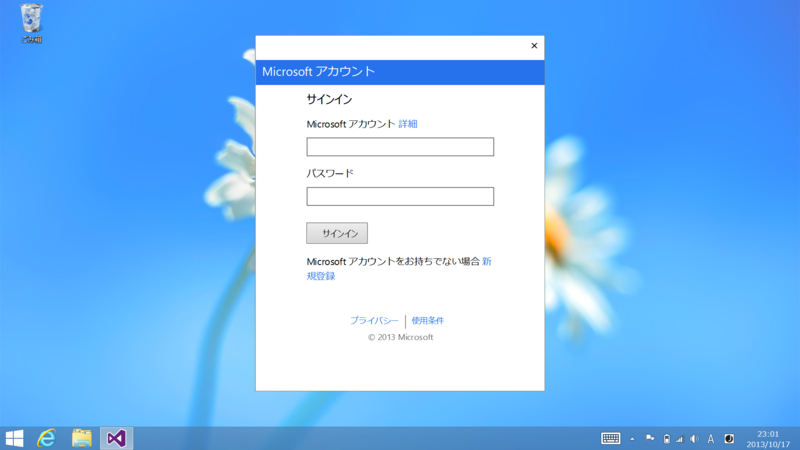 ごみ箱
×
Microsoft アカウント
サインイン
Microsoft アカウント 詳細
パスワード
サインイン
Microsoft アカウントをお持ちでない場合 新
規登録
プライバシー | 使用条件
© 2013 Microsoft
A
23:01
2013/10/17